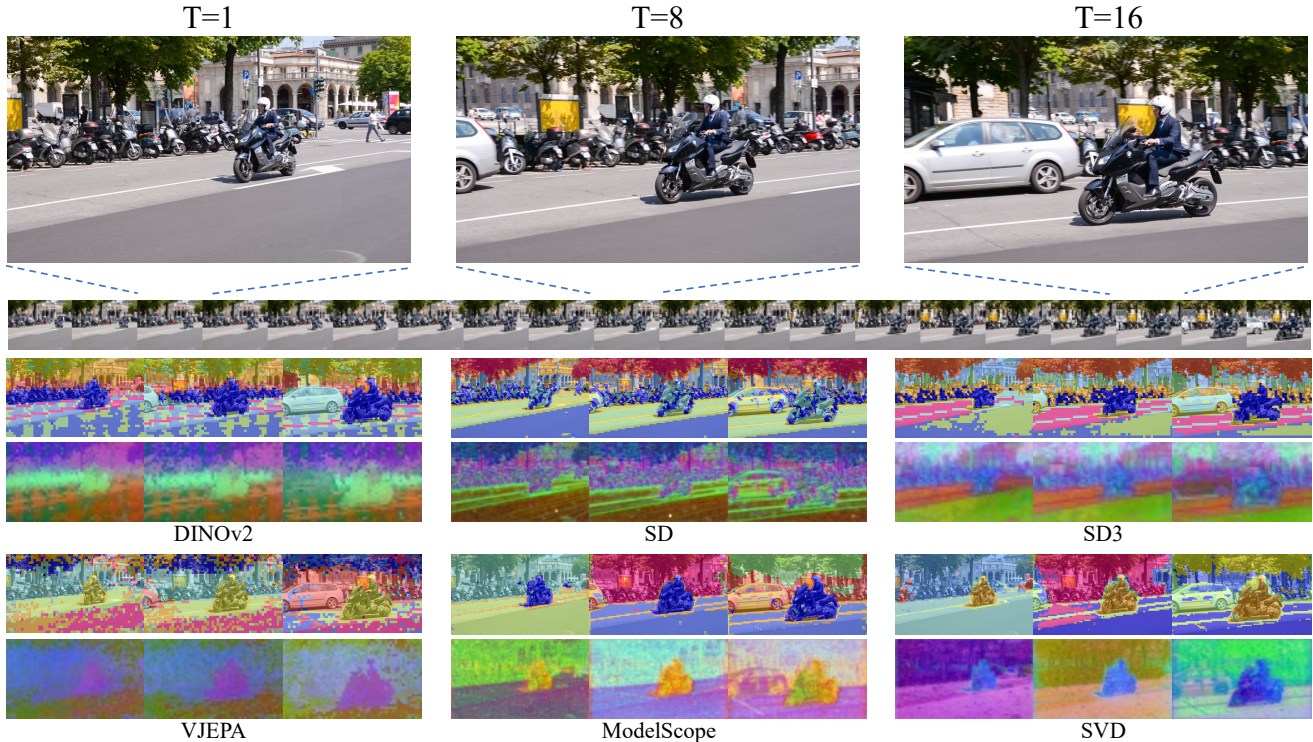 T=1
T=8
T=16
DINOv2
SD
SD3
VJEPA
ModelScope
SVD